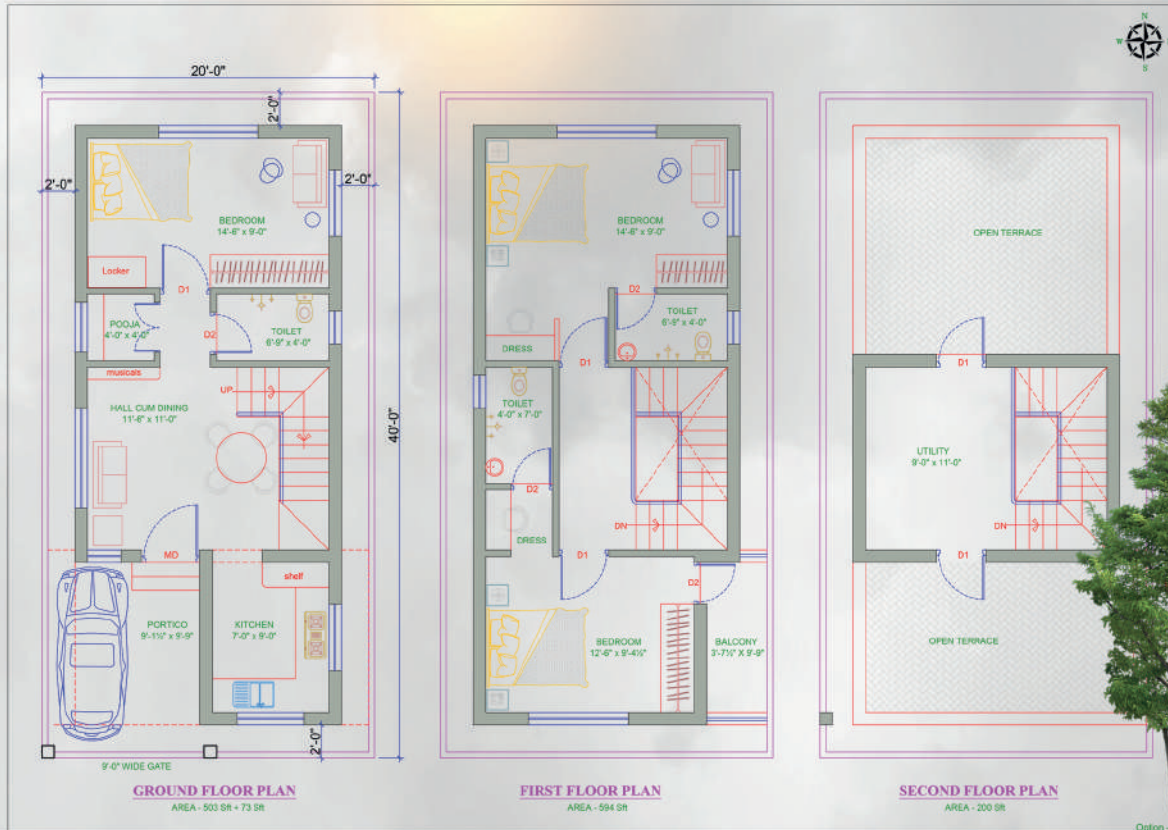 N
W
S
20'-0"
2'-0"
2'-0"
2'-0"
BEDROOM
14'-6" x 9'-0"
Locker
D1
POOJA
4'-0" x 4'-0"
D2
TOILET
6'-9" x 4'-0"
musicals
UP
HALL CUM DINING
11'-6" x 11'-0"
40'-0"
MD
shelf
PORTICO
9'-1½" x 9'-9"
KITCHEN
7'-0" x 9'-0"
2'-0"
9'-0" WIDE GATE
GROUND FLOOR PLAN
AREA - 503 Sft + 73 Sft
BEDROOM
14'-6" x 9'-0"
D2
TOILET
6'-9" x 4'-0"
DRESS
D1
TOILET
4'-0" x 7'-0"
D2
DN
DRESS
D1
D2
BEDROOM
12'-6" x 9'-4½"
BALCONY
3'-7½" X 9'-9"
FIRST FLOOR PLAN
AREA - 594 Sft
OPEN TERRACE
D1
UTILITY
9'-0" x 11'-0"
DN
D1
OPEN TERRACE
SECOND FLOOR PLAN
AREA - 200 Sft
Option -